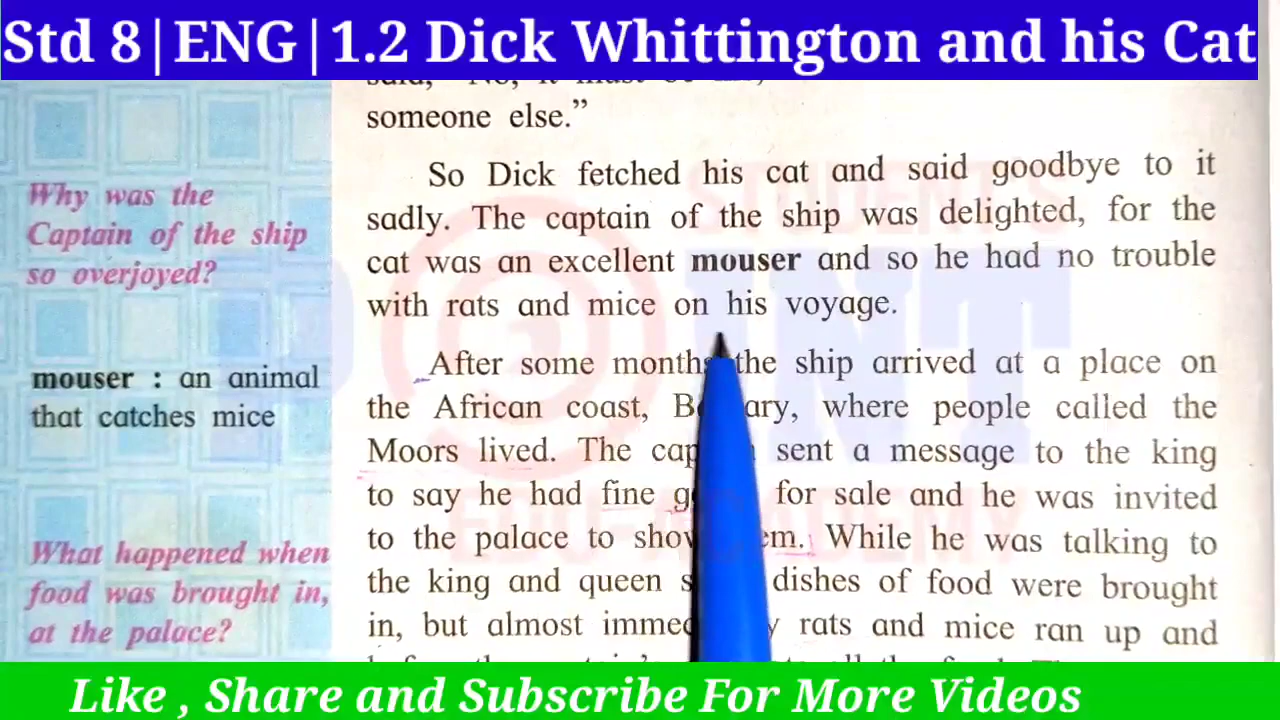 Std 8|ENG|1.2 Dick Whittington and his Cat
someone else.”
Why was the
Captain of the ship
so overjoyed?
mouser : an animal
that catches mice
What happened when
food was brought in,
at the palace?
So Dick fetched his cat and said goodbye to it
sadly. The captain of the ship was delighted, for the
cat was an excellent mouser and so he had no trouble
with rats and mice on his voyage.
After some months the ship arrived at a place on
the African coast, where people called the
Moors lived. The sent a message to the king
to say he had fine for sale and he was invited
to the palace to While he was talking to
the king and queen dishes of food were brought
in, but almost rats and mice ran up and
Like , Share and Subscribe For More Videos